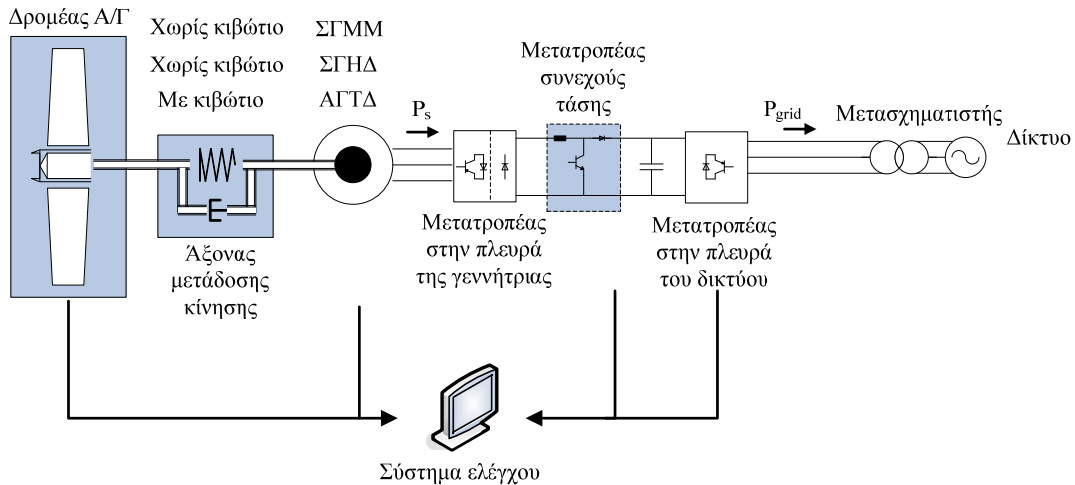 Δρομέας Α/Γ
Χωρίς κιβώτιο ΣΓΜΜ
Χωρίς κιβώτιο ΣΓΗΔ
Με κιβώτιο ΑΓΤΔ
Μετατροπέας
συνεχούς
τάσης
Ps
Pgrid
Μετασχηματιστής
Δίκτυο
Άξονας
μετάδοσης
κίνησης
Μετατροπέας
στην πλευρά
της γεννήτριας
Μετατροπέας
στην πλευρά
του δικτύου
Σύστημα ελέγχου